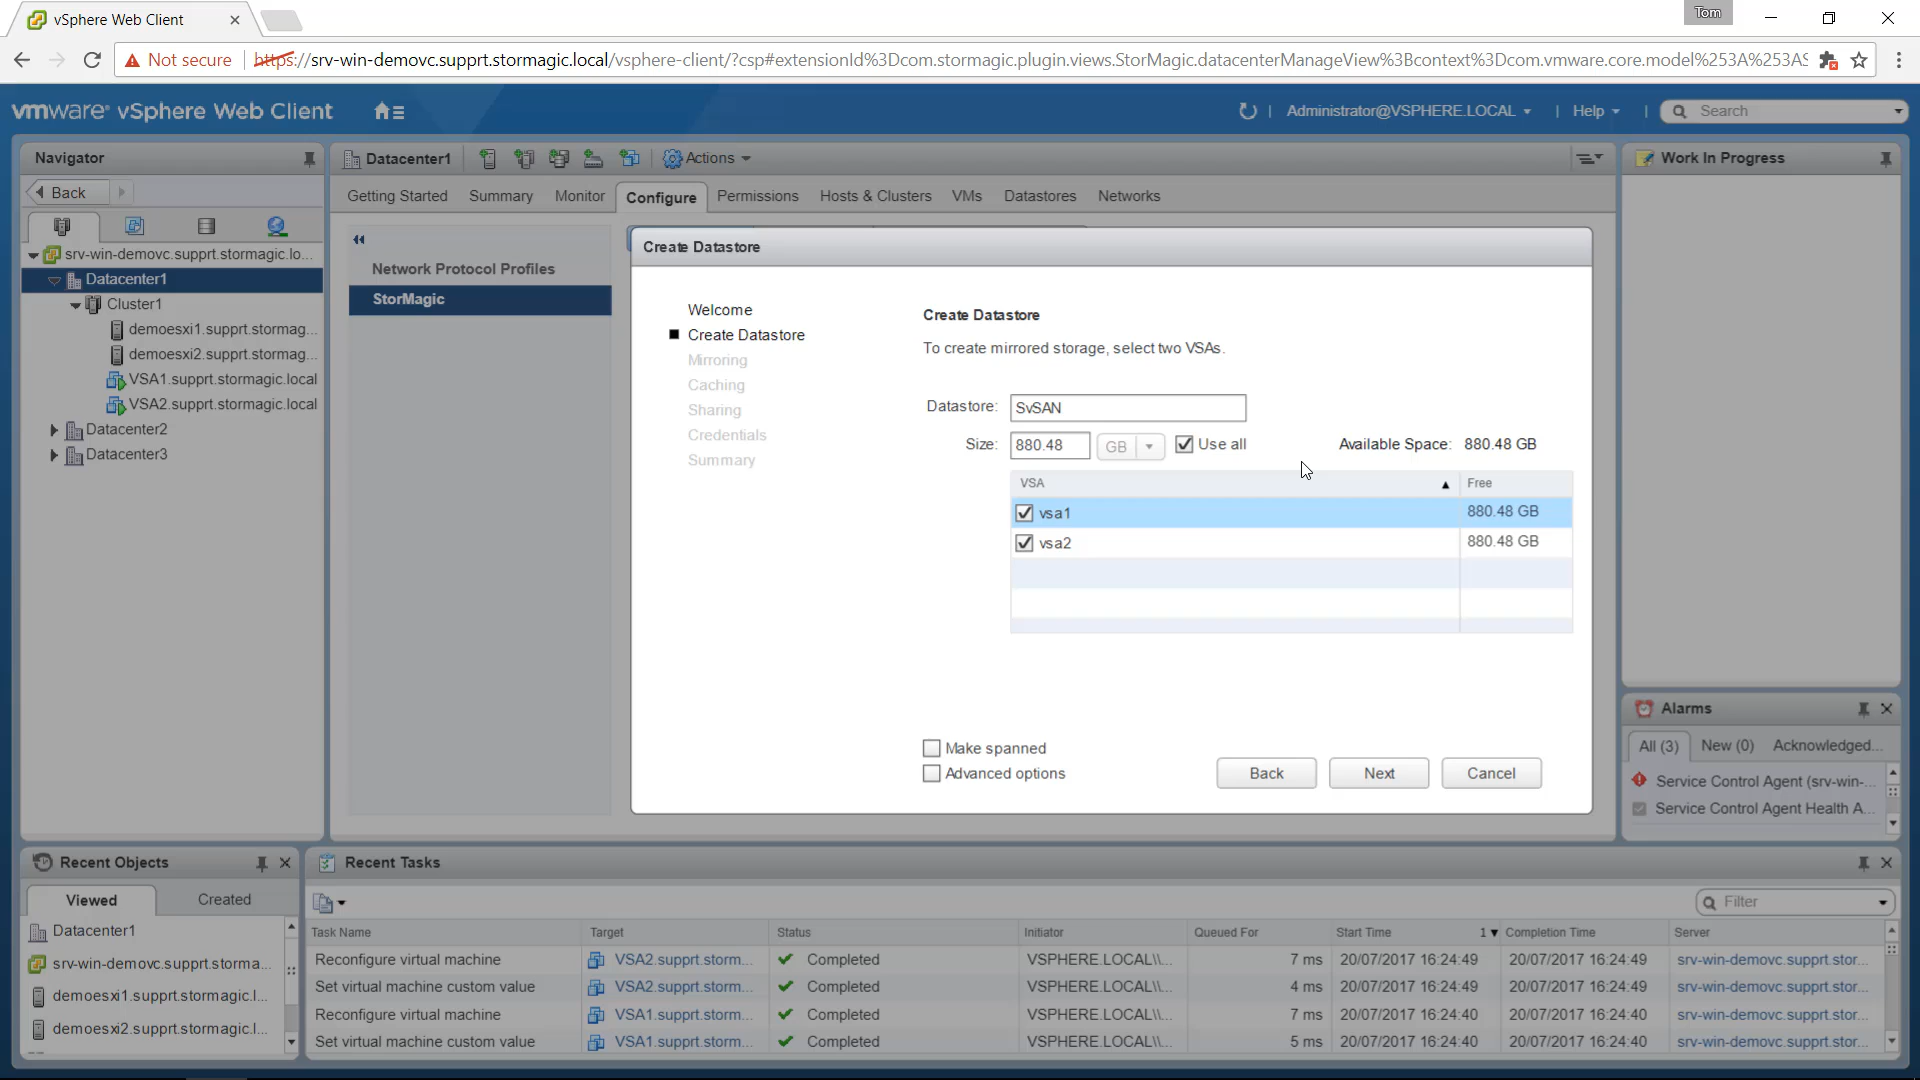 vSphere Web Client
Tom
Not secure
https://srv-win-demovc.supprt.stormagic.local/vsphere-client/?csp#extensionId%3Dcom.stormagic.plugin.views.StorMagic.datacenterManageView%3Bcontext%3Dcom.vmware.core.model%253A%253AS
vmware® vSphere Web Client
Administrator@VSPHERE.LOCAL
Help
Search
Navigator
Back
srv-win-demovc.supprt.stormagic.lo...
Datacenter1
Cluster1
demoesxi1.supprt.stormag...
demoesxi2.supprt.stormag...
VSA1.supprt.stormagic.local
VSA2.supprt.stormagic.local
Datacenter2
Datacenter3
Datacenter1
Actions
Getting Started Summary Monitor Configure Permissions Hosts & Clusters VMs Datastores Networks
Network Protocol Profiles
StorMagic
Create Datastore
Welcome
Create Datastore
Mirroring
Caching
Sharing
Credentials
Summary
Create Datastore
To create mirrored storage, select two VSAs.
Datastore: SvSAN
Size: 880.48 GB Use all Available Space: 880.48 GB
VSA Free
vsa1 880.48 GB
vsa2 880.48 GB
Make spanned
Advanced options
Back Next Cancel
Work In Progress
Alarms
All (3) New (0) Acknowledged...
Service Control Agent (srv-win-...
Service Control Agent Health A...
Recent Objects
Viewed Created
Datacenter1
srv-win-demovc.supprt.storma...
demoesxi1.supprt.stormagic.l...
demoesxi2.supprt.stormagic.l...
Recent Tasks
Filter
Task Name Target Status Initiator Queued For Start Time 1 Completion Time Server
Reconfigure virtual machine VSA2.supprt.storm... Completed VSPHERE.LOCAL\\... 7 ms 20/07/2017 16:24:49 20/07/2017 16:24:49 srv-win-demovc.supprt.stor...
Set virtual machine custom value VSA2.supprt.storm... Completed VSPHERE.LOCAL\\... 4 ms 20/07/2017 16:24:49 20/07/2017 16:24:49 srv-win-demovc.supprt.stor...
Reconfigure virtual machine VSA1.supprt.storm... Completed VSPHERE.LOCAL\\... 7 ms 20/07/2017 16:24:40 20/07/2017 16:24:40 srv-win-demovc.supprt.stor...
Set virtual machine custom value VSA1.supprt.storm... Completed VSPHERE.LOCAL\\... 5 ms 20/07/2017 16:24:40 20/07/2017 16:24:40 srv-win-demovc.supprt.stor...